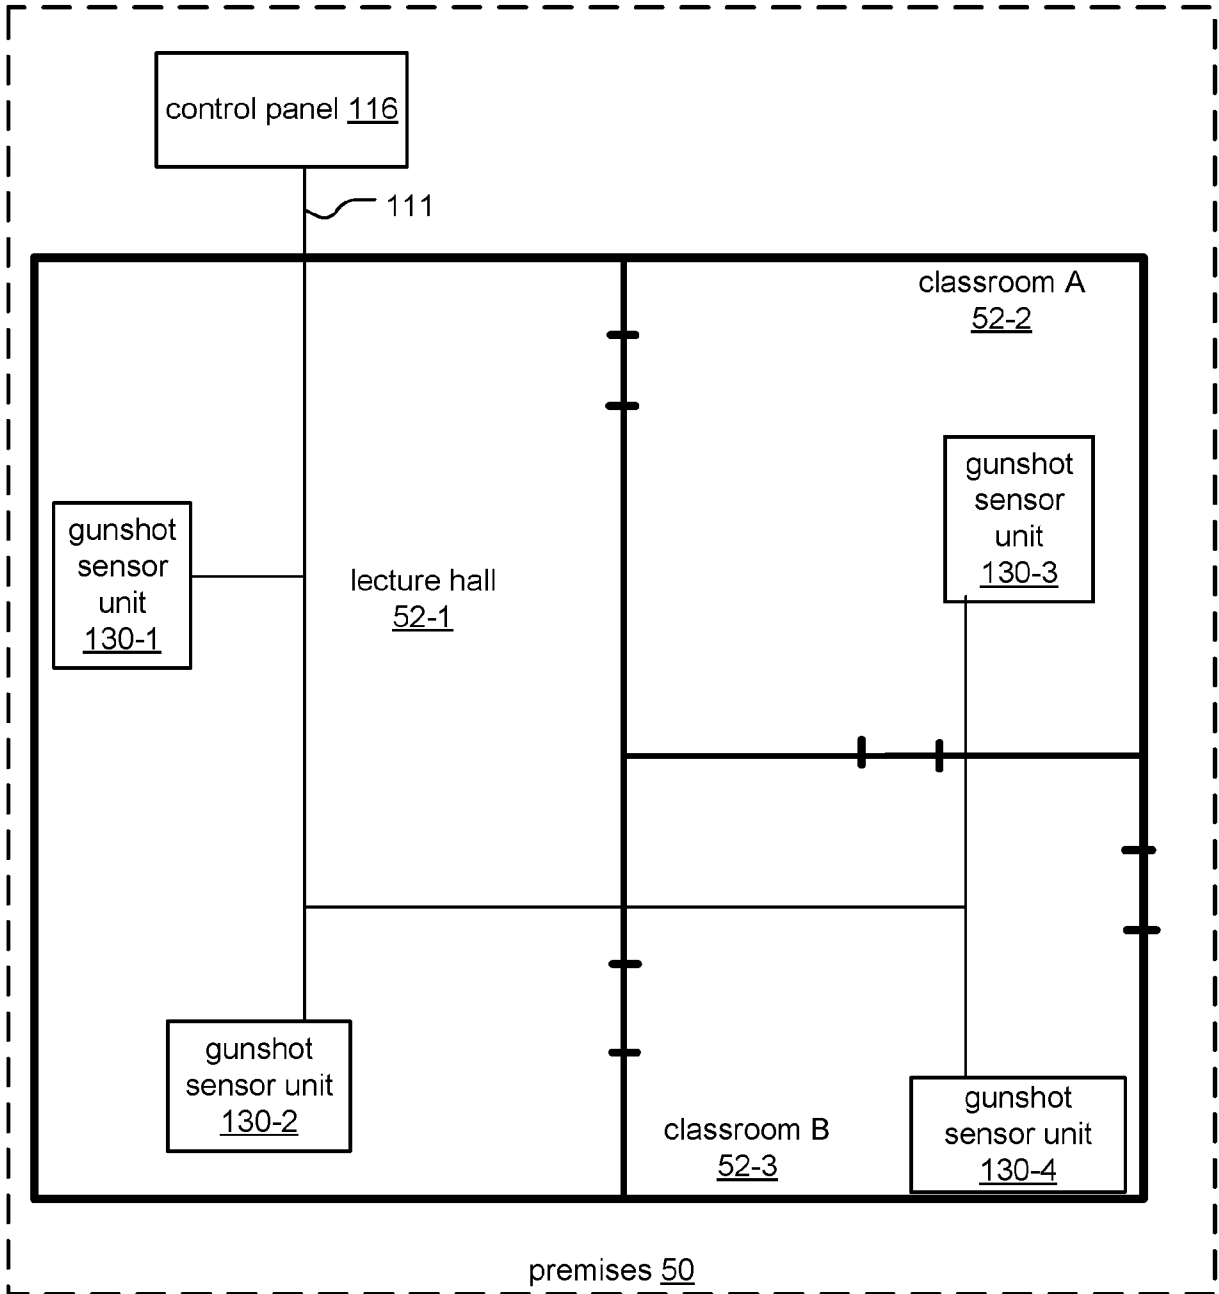 control panel 116
111
classroom A
52-2
gunshot
sensor
unit
130-3
gunshot
sensor
unit
130-1
lecture hall
52-1
gunshot
sensor unit
130-2
classroom B
52-3
gunshot
sensor unit
130-4
premises 50